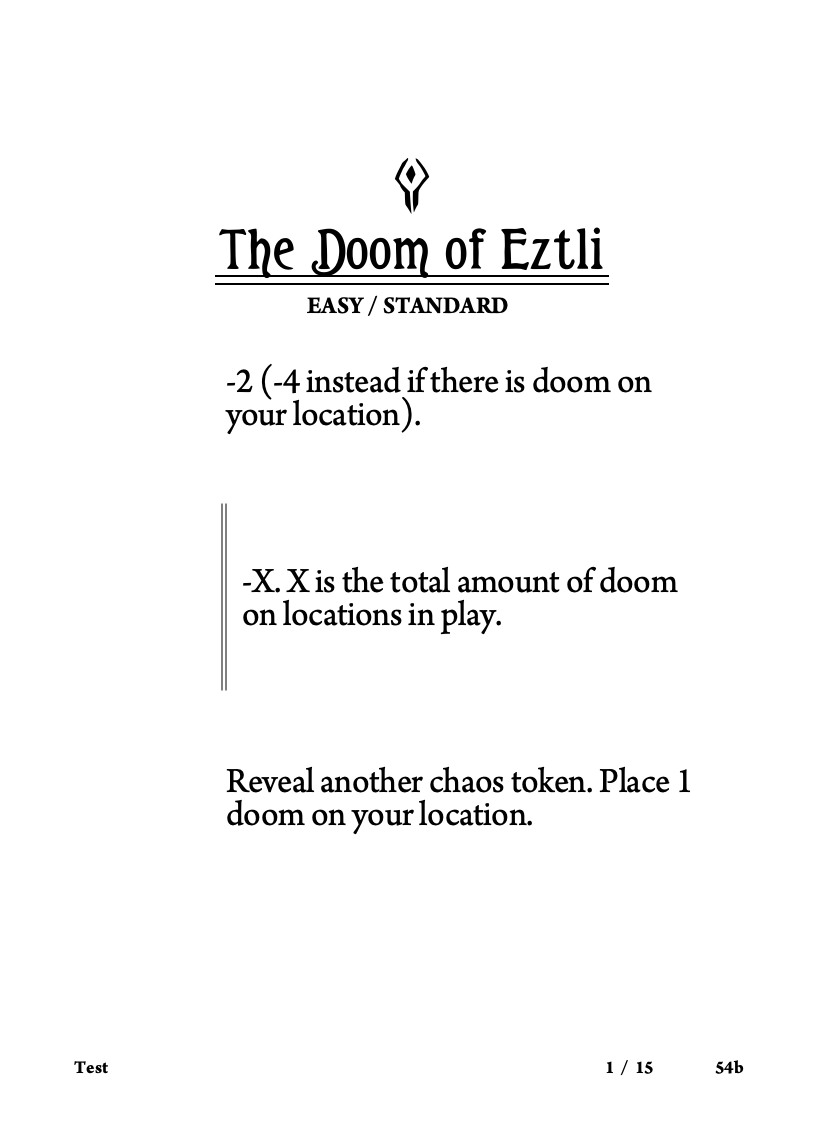 The Doom of Eztli
EASY / STANDARD
-2 (-4 instead if there is doom on
your location).
-X. X is the total amount of doom
on locations in play.
Reveal another chaos token. Place 1
doom on your location.
Test 1 / 15 54b